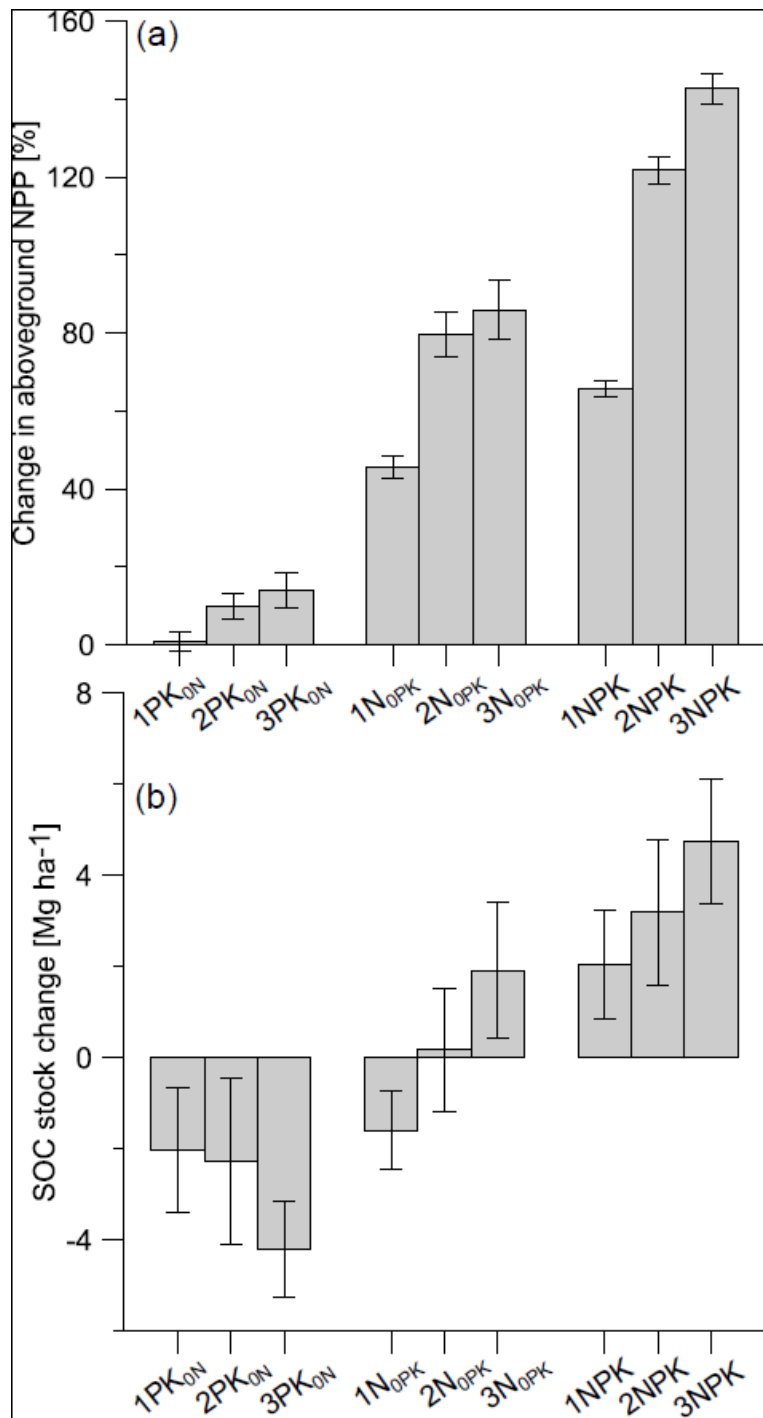 (a)
Change in aboveground NPP [%]
160
120
80
40
0
1PK0N 2PK0N 3PK0N 1N0PK 2N0PK 3N0PK 1NPK 2NPK 3NPK
(b)
SOC stock change [Mg ha-1]
8
4
0
-4
1PK0N 2PK0N 3PK0N 1N0PK 2N0PK 3N0PK 1NPK 2NPK 3NPK